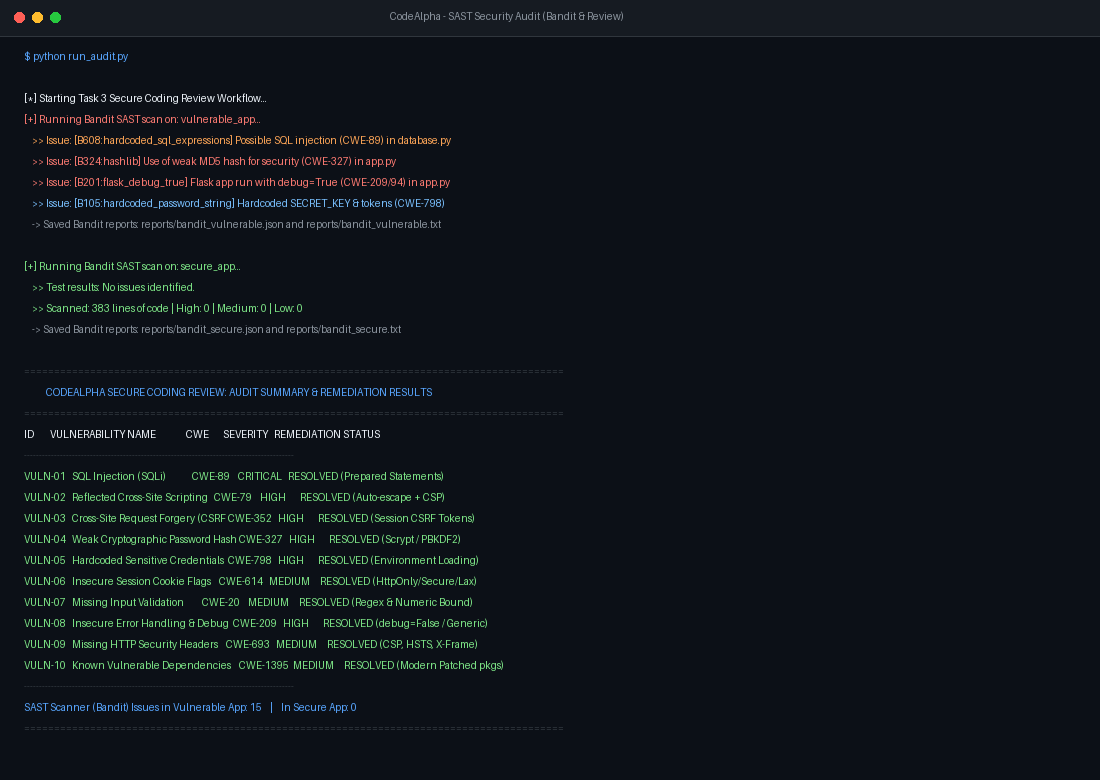 CodeAlpha - SAST Security Audit (Bandit & Review)
$ python run_audit.py
[*] Starting Task 3 Secure Coding Review Workflow...
[+] Running Bandit SAST scan on: vulnerable_app...
>> Issue: [B608:hardcoded_sql_expressions] Possible SQL injection (CWE-89) in database.py
>> Issue: [B324:hashlib] Use of weak MD5 hash for security (CWE-327) in app.py
>> Issue: [B201:flask_debug_true] Flask app run with debug=True (CWE-209/94) in app.py
>> Issue: [B105:hardcoded_password_string] Hardcoded SECRET_KEY & tokens (CWE-798)
-> Saved Bandit reports: reports/bandit_vulnerable.json and reports/bandit_vulnerable.txt
[+] Running Bandit SAST scan on: secure_app...
>> Test results: No issues identified.
>> Scanned: 383 lines of code | High: 0 | Medium: 0 | Low: 0
-> Saved Bandit reports: reports/bandit_secure.json and reports/bandit_secure.txt
CODEALPHA SECURE CODING REVIEW: AUDIT SUMMARY & REMEDIATION RESULTS
ID VULNERABILITY NAME CWE SEVERITY REMEDIATION STATUS
VULN-01 SQL Injection (SQLi) CWE-89 CRITICAL RESOLVED (Prepared Statements)
VULN-02 Reflected Cross-Site Scripting CWE-79 HIGH RESOLVED (Auto-escape + CSP)
VULN-03 Cross-Site Request Forgery (CSRF CWE-352 HIGH RESOLVED (Session CSRF Tokens)
VULN-04 Weak Cryptographic Password Hash CWE-327 HIGH RESOLVED (Scrypt / PBKDF2)
VULN-05 Hardcoded Sensitive Credentials CWE-798 HIGH RESOLVED (Environment Loading)
VULN-06 Insecure Session Cookie Flags CWE-614 MEDIUM RESOLVED (HttpOnly/Secure/Lax)
VULN-07 Missing Input Validation CWE-20 MEDIUM RESOLVED (Regex & Numeric Bound)
VULN-08 Insecure Error Handling & Debug CWE-209 HIGH RESOLVED (debug=False / Generic)
VULN-09 Missing HTTP Security Headers CWE-693 MEDIUM RESOLVED (CSP, HSTS, X-Frame)
VULN-10 Known Vulnerable Dependencies CWE-1395 MEDIUM RESOLVED (Modern Patched pkgs)
SAST Scanner (Bandit) Issues in Vulnerable App: 15 | In Secure App: 0